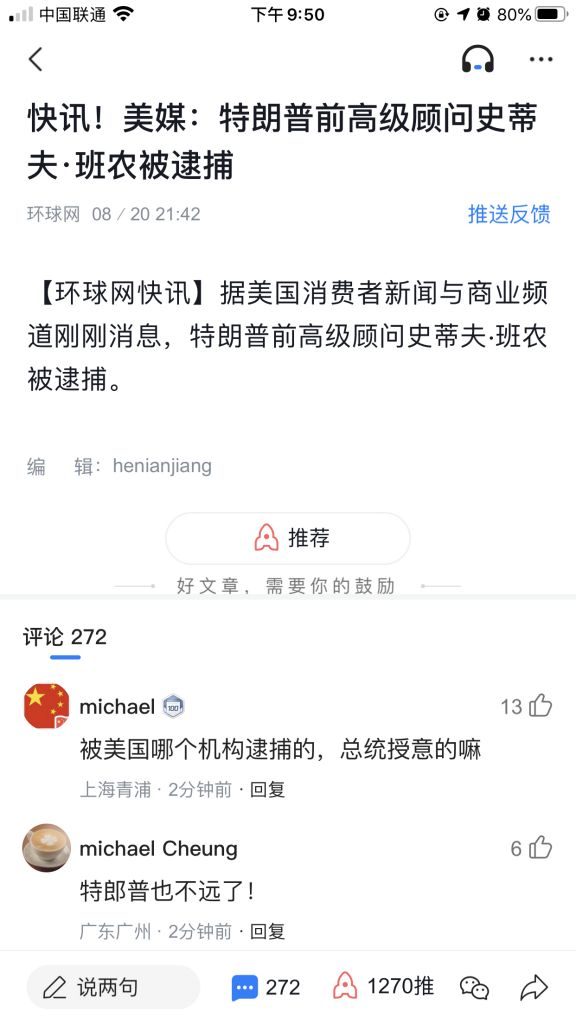 中国联通 下午 9:50 80%
快讯！美媒：特朗普前高级顾问史蒂
夫·班农被逮捕
环球网 08／20 21:42 推送反馈
【环球网快讯】据美国消费者新闻与商业频
道刚刚消息，特朗普前高级顾问史蒂夫·班农
被逮捕。
编 辑：henianjiang
推荐
好文章，需要你的鼓励
评论 272
michael 100 13
被美国哪个机构逮捕的，总统授意的嘛
上海青浦 · 2分钟前 · 回复
michael Cheung 6
特郎普也不远了！
广东广州 · 2分钟前 · 回复
说两句 272 1270推